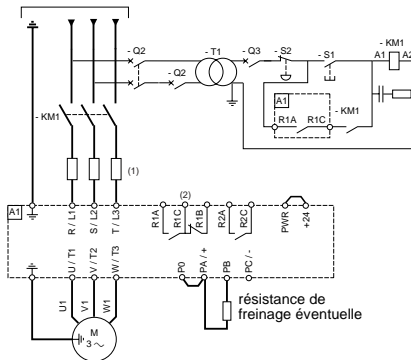 - Q2
- T1
- Q3
- S2
- S1
A1
- KM1
A2
- Q2
A1
- KM1
R1A
R1C
- KM1
(1)
A1
R / L1
S / L2
T / L3
(2)
R1A
R1C
R1B
R2A
R2C
PWR
+24
U / T1
V / T2
W / T3
P0
PA / +
PB
PC / -
U1
V1
W1
M
3 ~
résistance de
freinage éventuelle